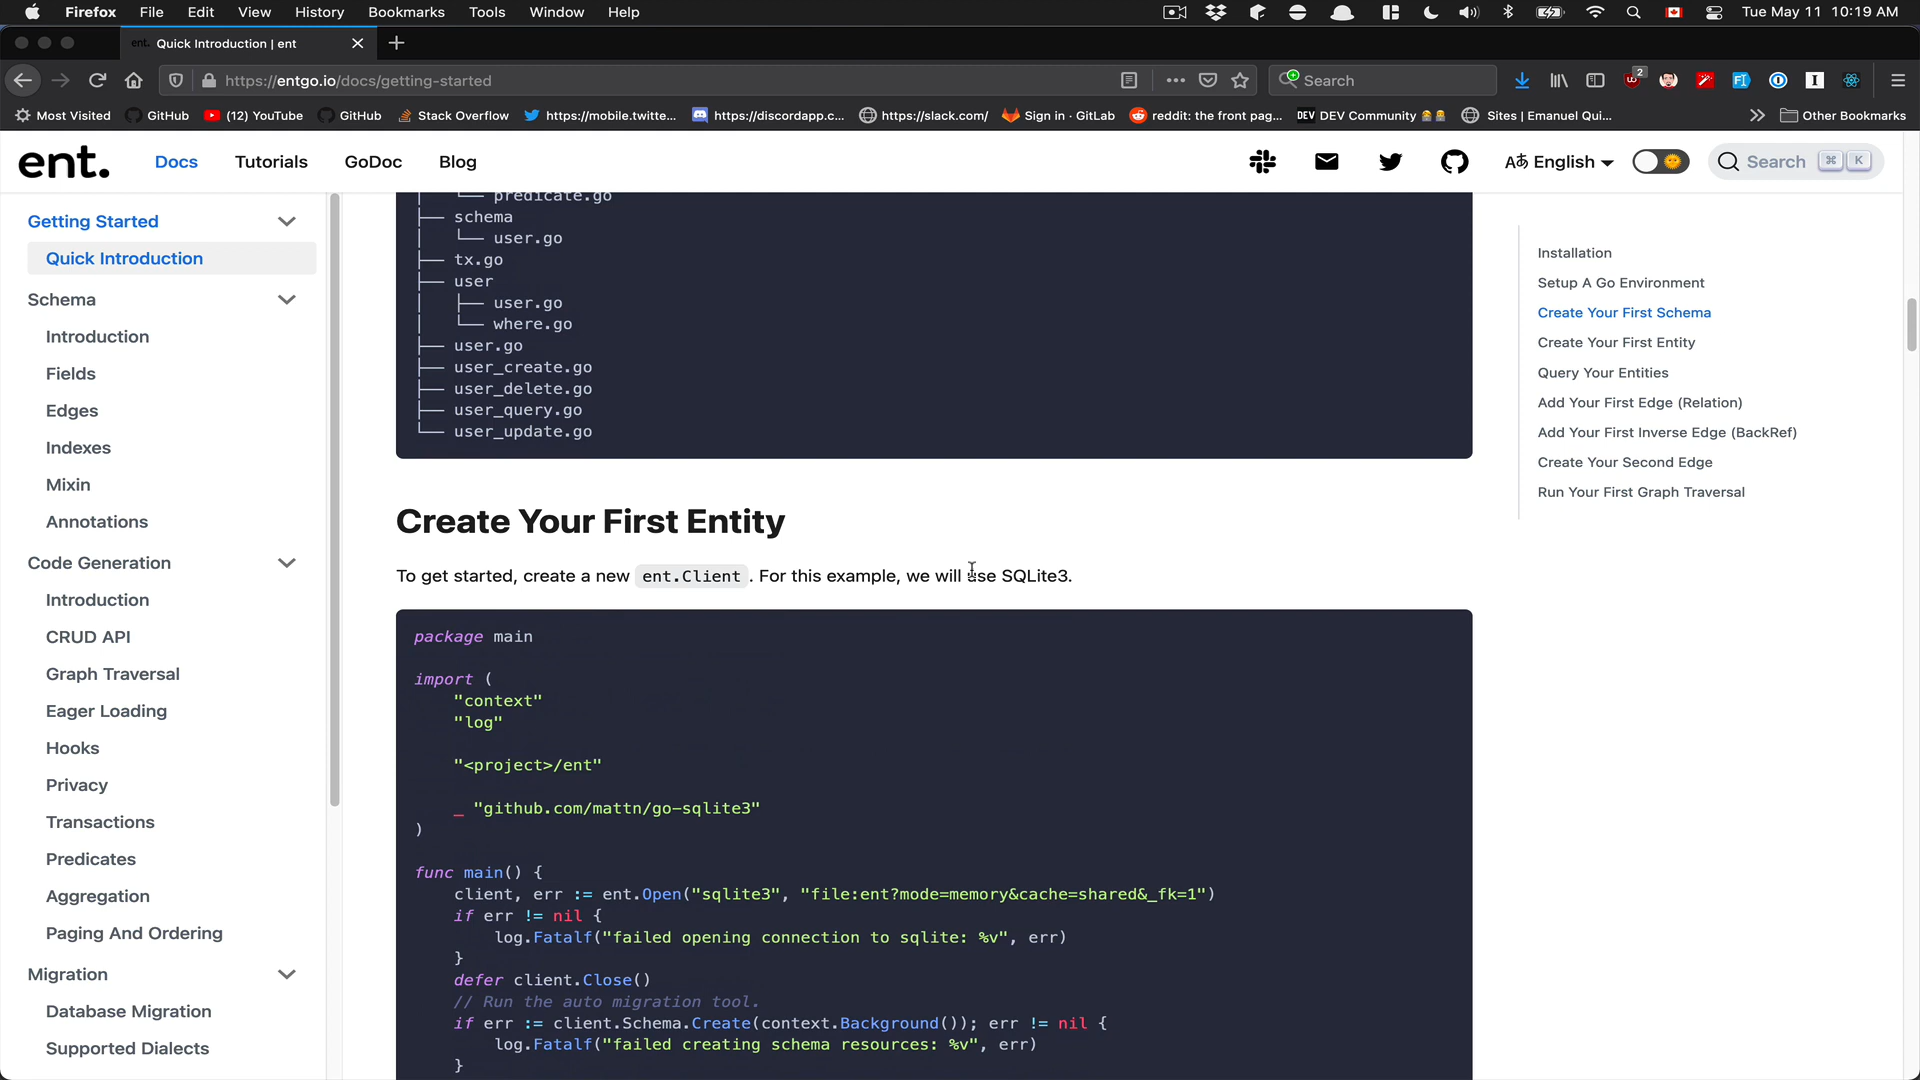 Firefox File Edit View History Bookmarks Tools Window Help Tue May 11 10:19 AM
ent. Quick Introduction | ent
https://entgo.io/docs/getting-started Search 2
Most Visited GitHub (12) YouTube GitHub Stack Overflow https://mobile.twitte... https://discordapp.c... https://slack.com/ Sign in · GitLab reddit: the front pag... DEV DEV Community Sites | Emanuel Qui... Other Bookmarks
ent. Docs Tutorials GoDoc Blog English Search ⌘ K
Getting Started
Quick Introduction
Schema
Introduction
Fields
Edges
Indexes
Mixin
Annotations
Code Generation
Introduction
CRUD API
Graph Traversal
Eager Loading
Hooks
Privacy
Transactions
Predicates
Aggregation
Paging And Ordering
Migration
Database Migration
Supported Dialects
│   └── predicate.go
├── schema
│   └── user.go
├── tx.go
├── user
│   ├── user.go
│   └── where.go
├── user.go
├── user_create.go
├── user_delete.go
├── user_query.go
└── user_update.go
Create Your First Entity
To get started, create a new ent.Client. For this example, we will use SQLite3.
package main
import (
"context"
"log"
"<project>/ent"
_ "github.com/mattn/go-sqlite3"
)
func main() {
client, err := ent.Open("sqlite3", "file:ent?mode=memory&cache=shared&_fk=1")
if err != nil {
log.Fatalf("failed opening connection to sqlite: %v", err)
}
defer client.Close()
// Run the auto migration tool.
if err := client.Schema.Create(context.Background()); err != nil {
log.Fatalf("failed creating schema resources: %v", err)
}
Installation
Setup A Go Environment
Create Your First Schema
Create Your First Entity
Query Your Entities
Add Your First Edge (Relation)
Add Your First Inverse Edge (BackRef)
Create Your Second Edge
Run Your First Graph Traversal